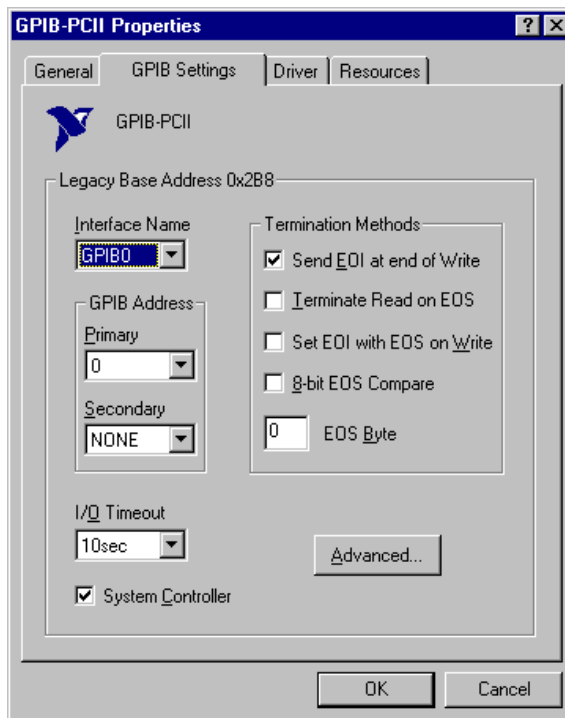 GPIB-PCII Properties
General GPIB Settings Driver Resources
GPIB-PCII
Legacy Base Address 0x2B8
Interface Name
GPIB0
GPIB Address
Primary
0
Secondary
NONE
Termination Methods
Send EOI at end of Write
Terminate Read on EOS
Set EOI with EOS on Write
8-bit EOS Compare
0 EOS Byte
I/O Timeout
10sec
Advanced...
System Controller
OK Cancel